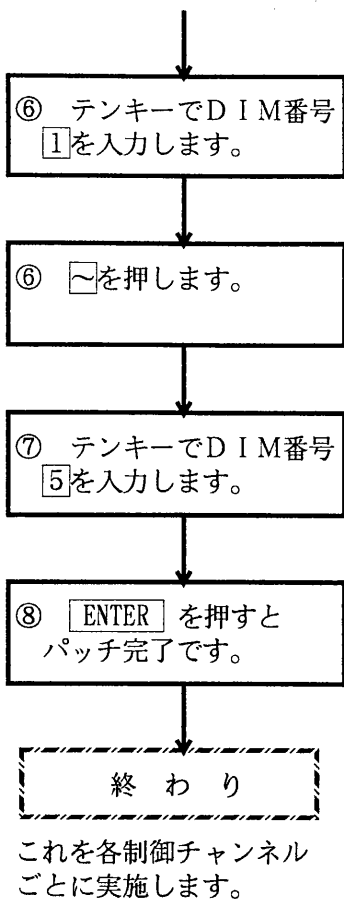 ⑥ テンキーでDIM番号
1を入力します。
⑥ ～を押します。
⑦ テンキーでDIM番号
5を入力します。
⑧ ENTER を押すと
パッチ完了です。
終わり
これを各制御チャンネル
ごとに実施します。